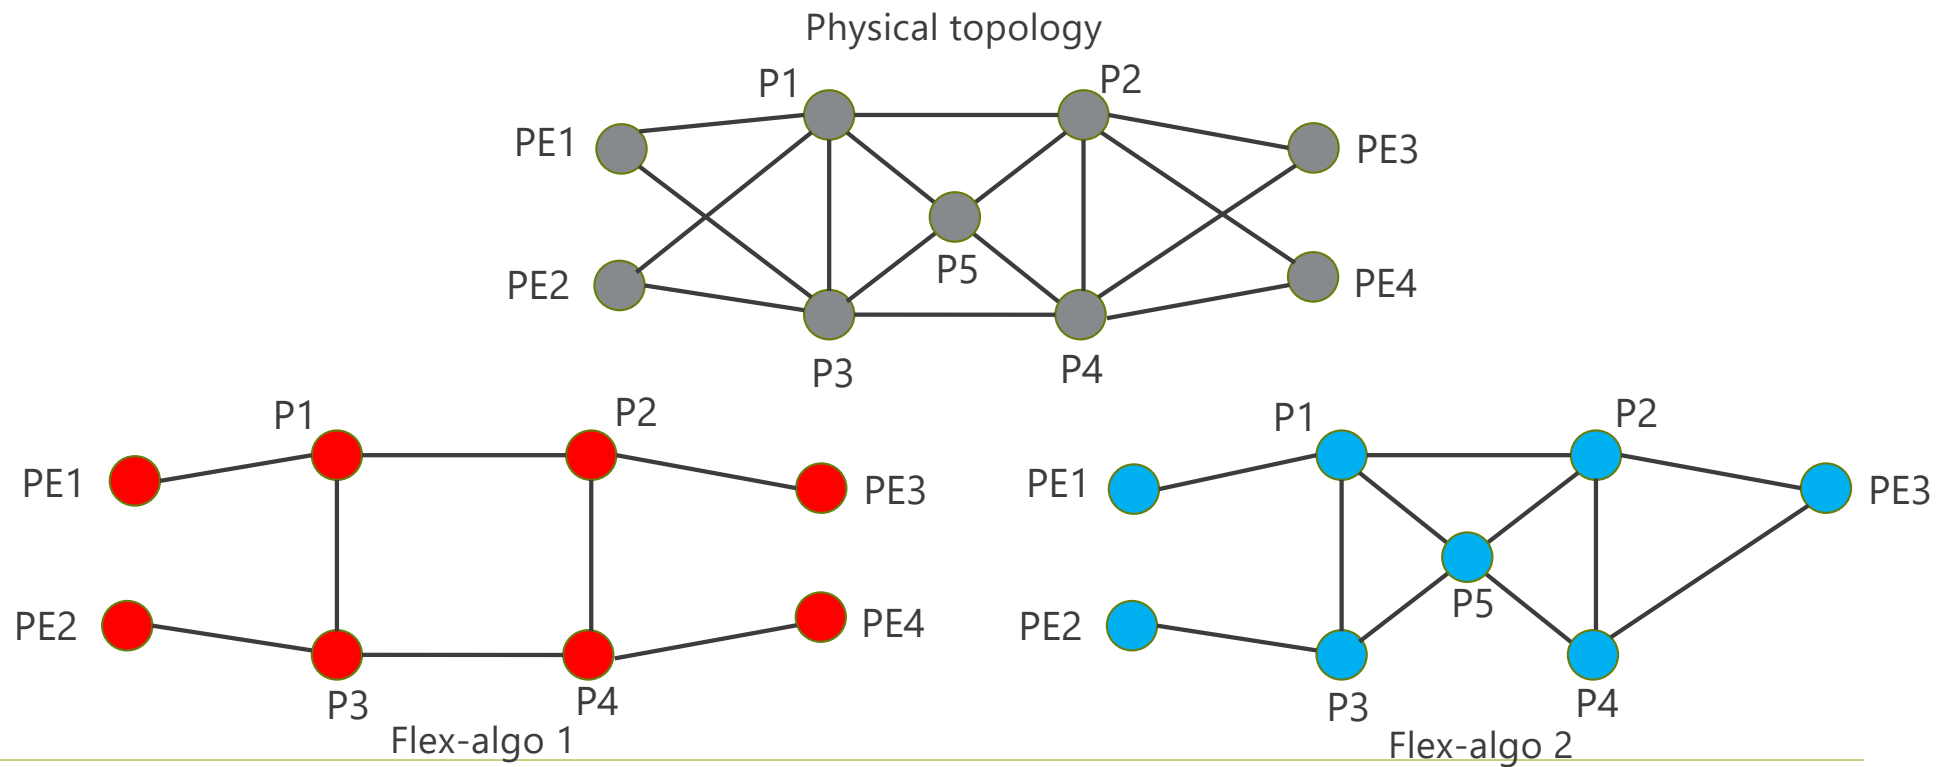 Physical topology
P1
P2
PE1
PE3
P5
PE2
PE4
P3
P4
P1
P2
PE1
PE3
PE2
PE4
P3
P4
Flex-algo 1
P1
P2
PE1
PE3
P5
PE2
P3
P4
Flex-algo 2